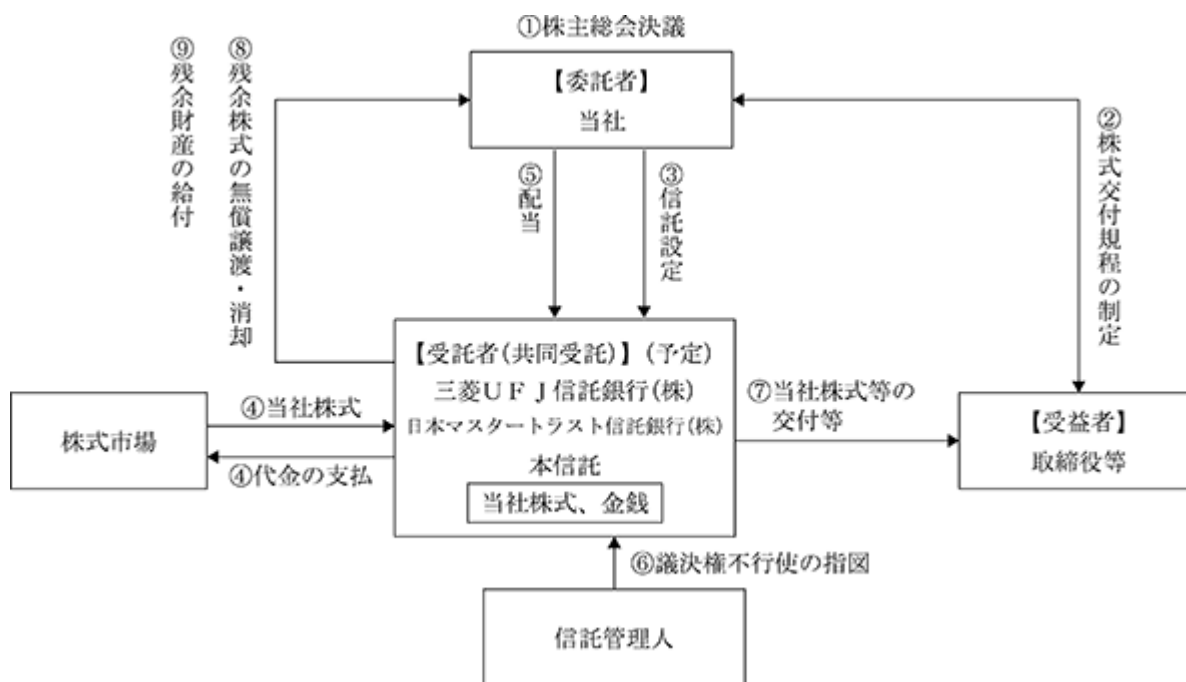 ①株主総会決議
【委託者】
当社
⑨残余財産の給付
⑧残余株式の無償譲渡・消却
⑤配当
③信託設定
②株式交付規程の制定
【受託者(共同受託)】(予定)
三菱UFJ信託銀行(株)
日本マスタートラスト信託銀行(株)
本信託
当社株式、金銭
株式市場
④当社株式
④代金の支払
⑦当社株式等の
交付等
【受益者】
取締役等
⑥議決権不行使の指図
信託管理人